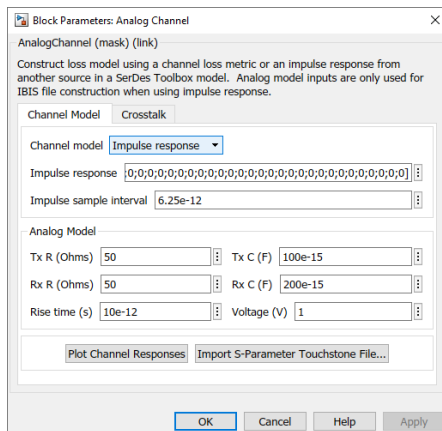 Block Parameters: Analog Channel
AnalogChannel (mask) (link)
Construct loss model using a channel loss metric or an impulse response from
another source in a SerDes Toolbox model. Analog model inputs are only used for
IBIS file construction when using impulse response.
Channel Model Crosstalk
Channel model Impulse response
Impulse response ;0;0;0;0;0;0;0;0;0;0;0;0;0;0;0;0;0;0;0;0;0;0;0;0;0;0;0;0]
Impulse sample interval 6.25e-12
Analog Model
Tx R (Ohms) 50 Tx C (F) 100e-15
Rx R (Ohms) 50 Rx C (F) 200e-15
Rise time (s) 10e-12 Voltage (V) 1
Plot Channel Responses Import S-Parameter Touchstone File...
OK Cancel Help Apply